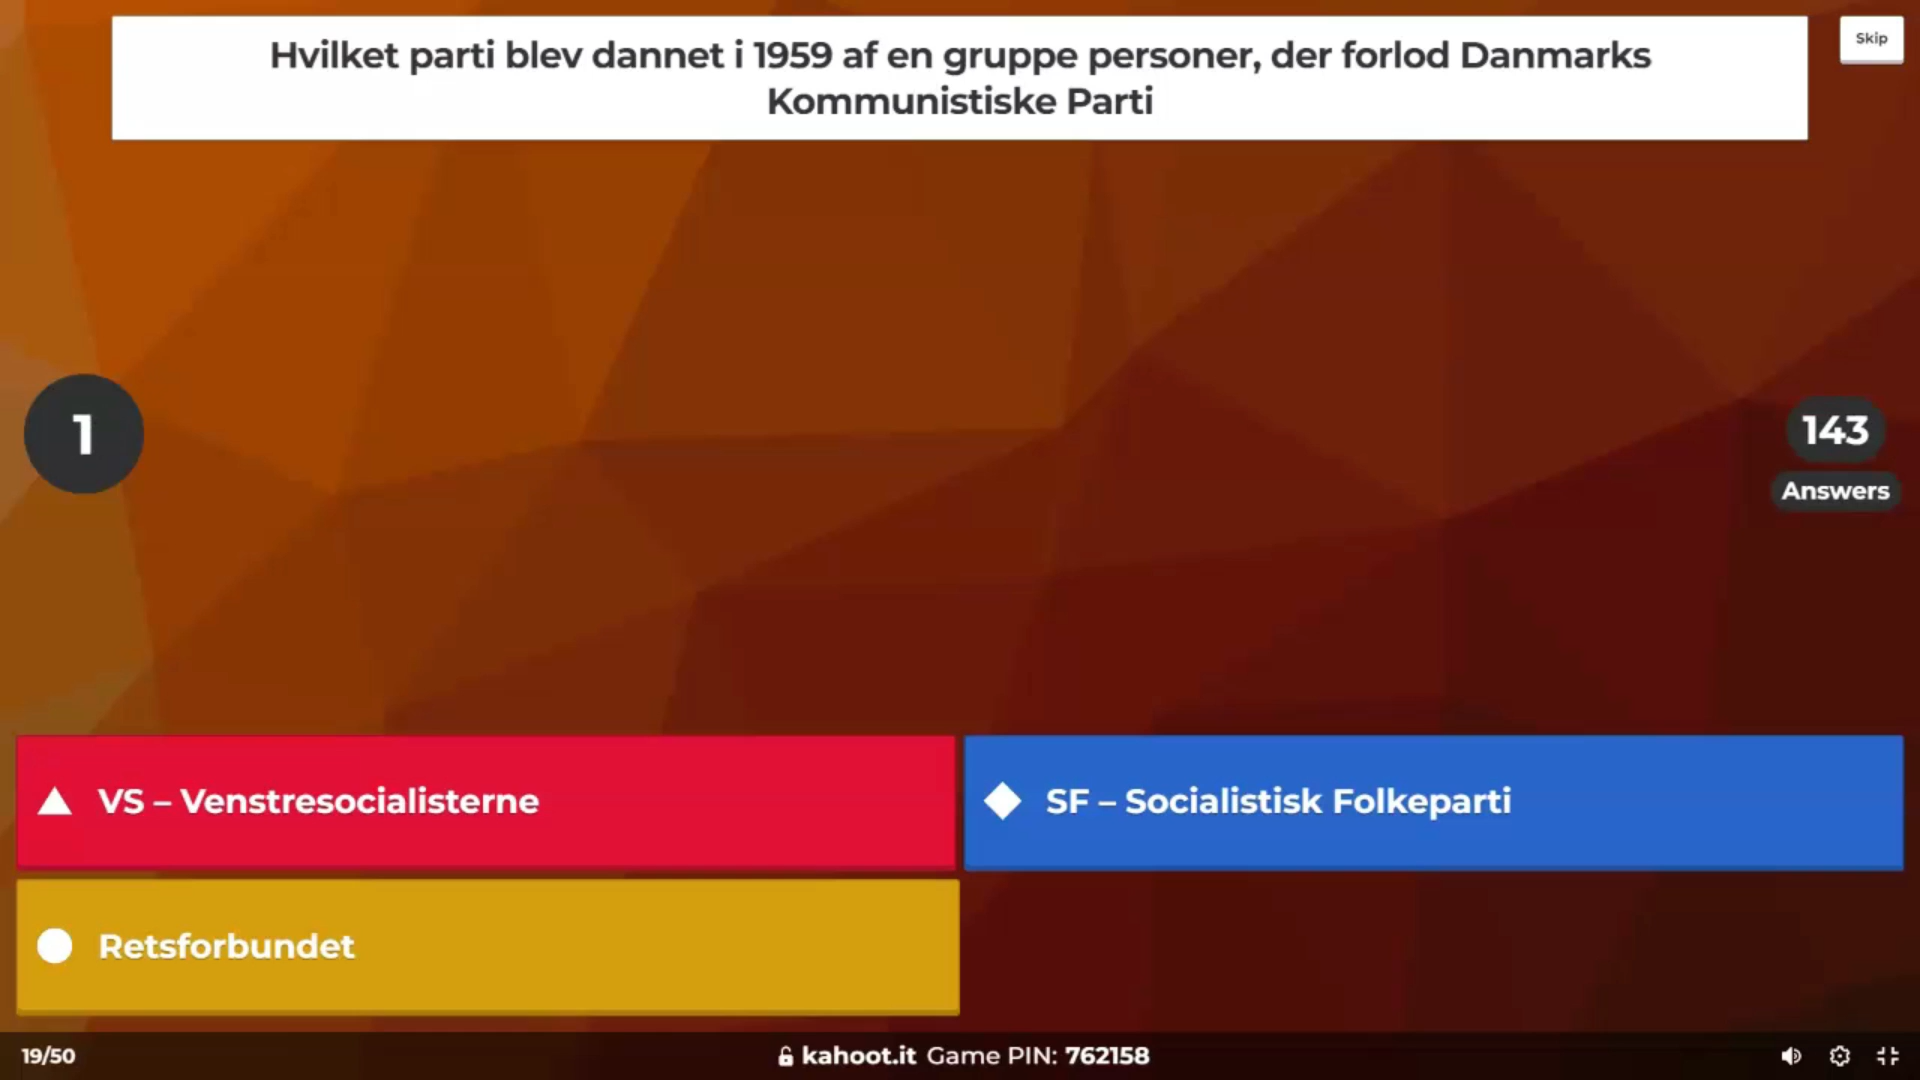 Hvilket parti blev dannet i 1959 af en gruppe personer, der forlod Danmarks
Kommunistiske Parti
Skip
1
143
Answers
VS – Venstresocialisterne
SF – Socialistisk Folkeparti
Retsforbundet
19/50
kahoot.it Game PIN: 762158